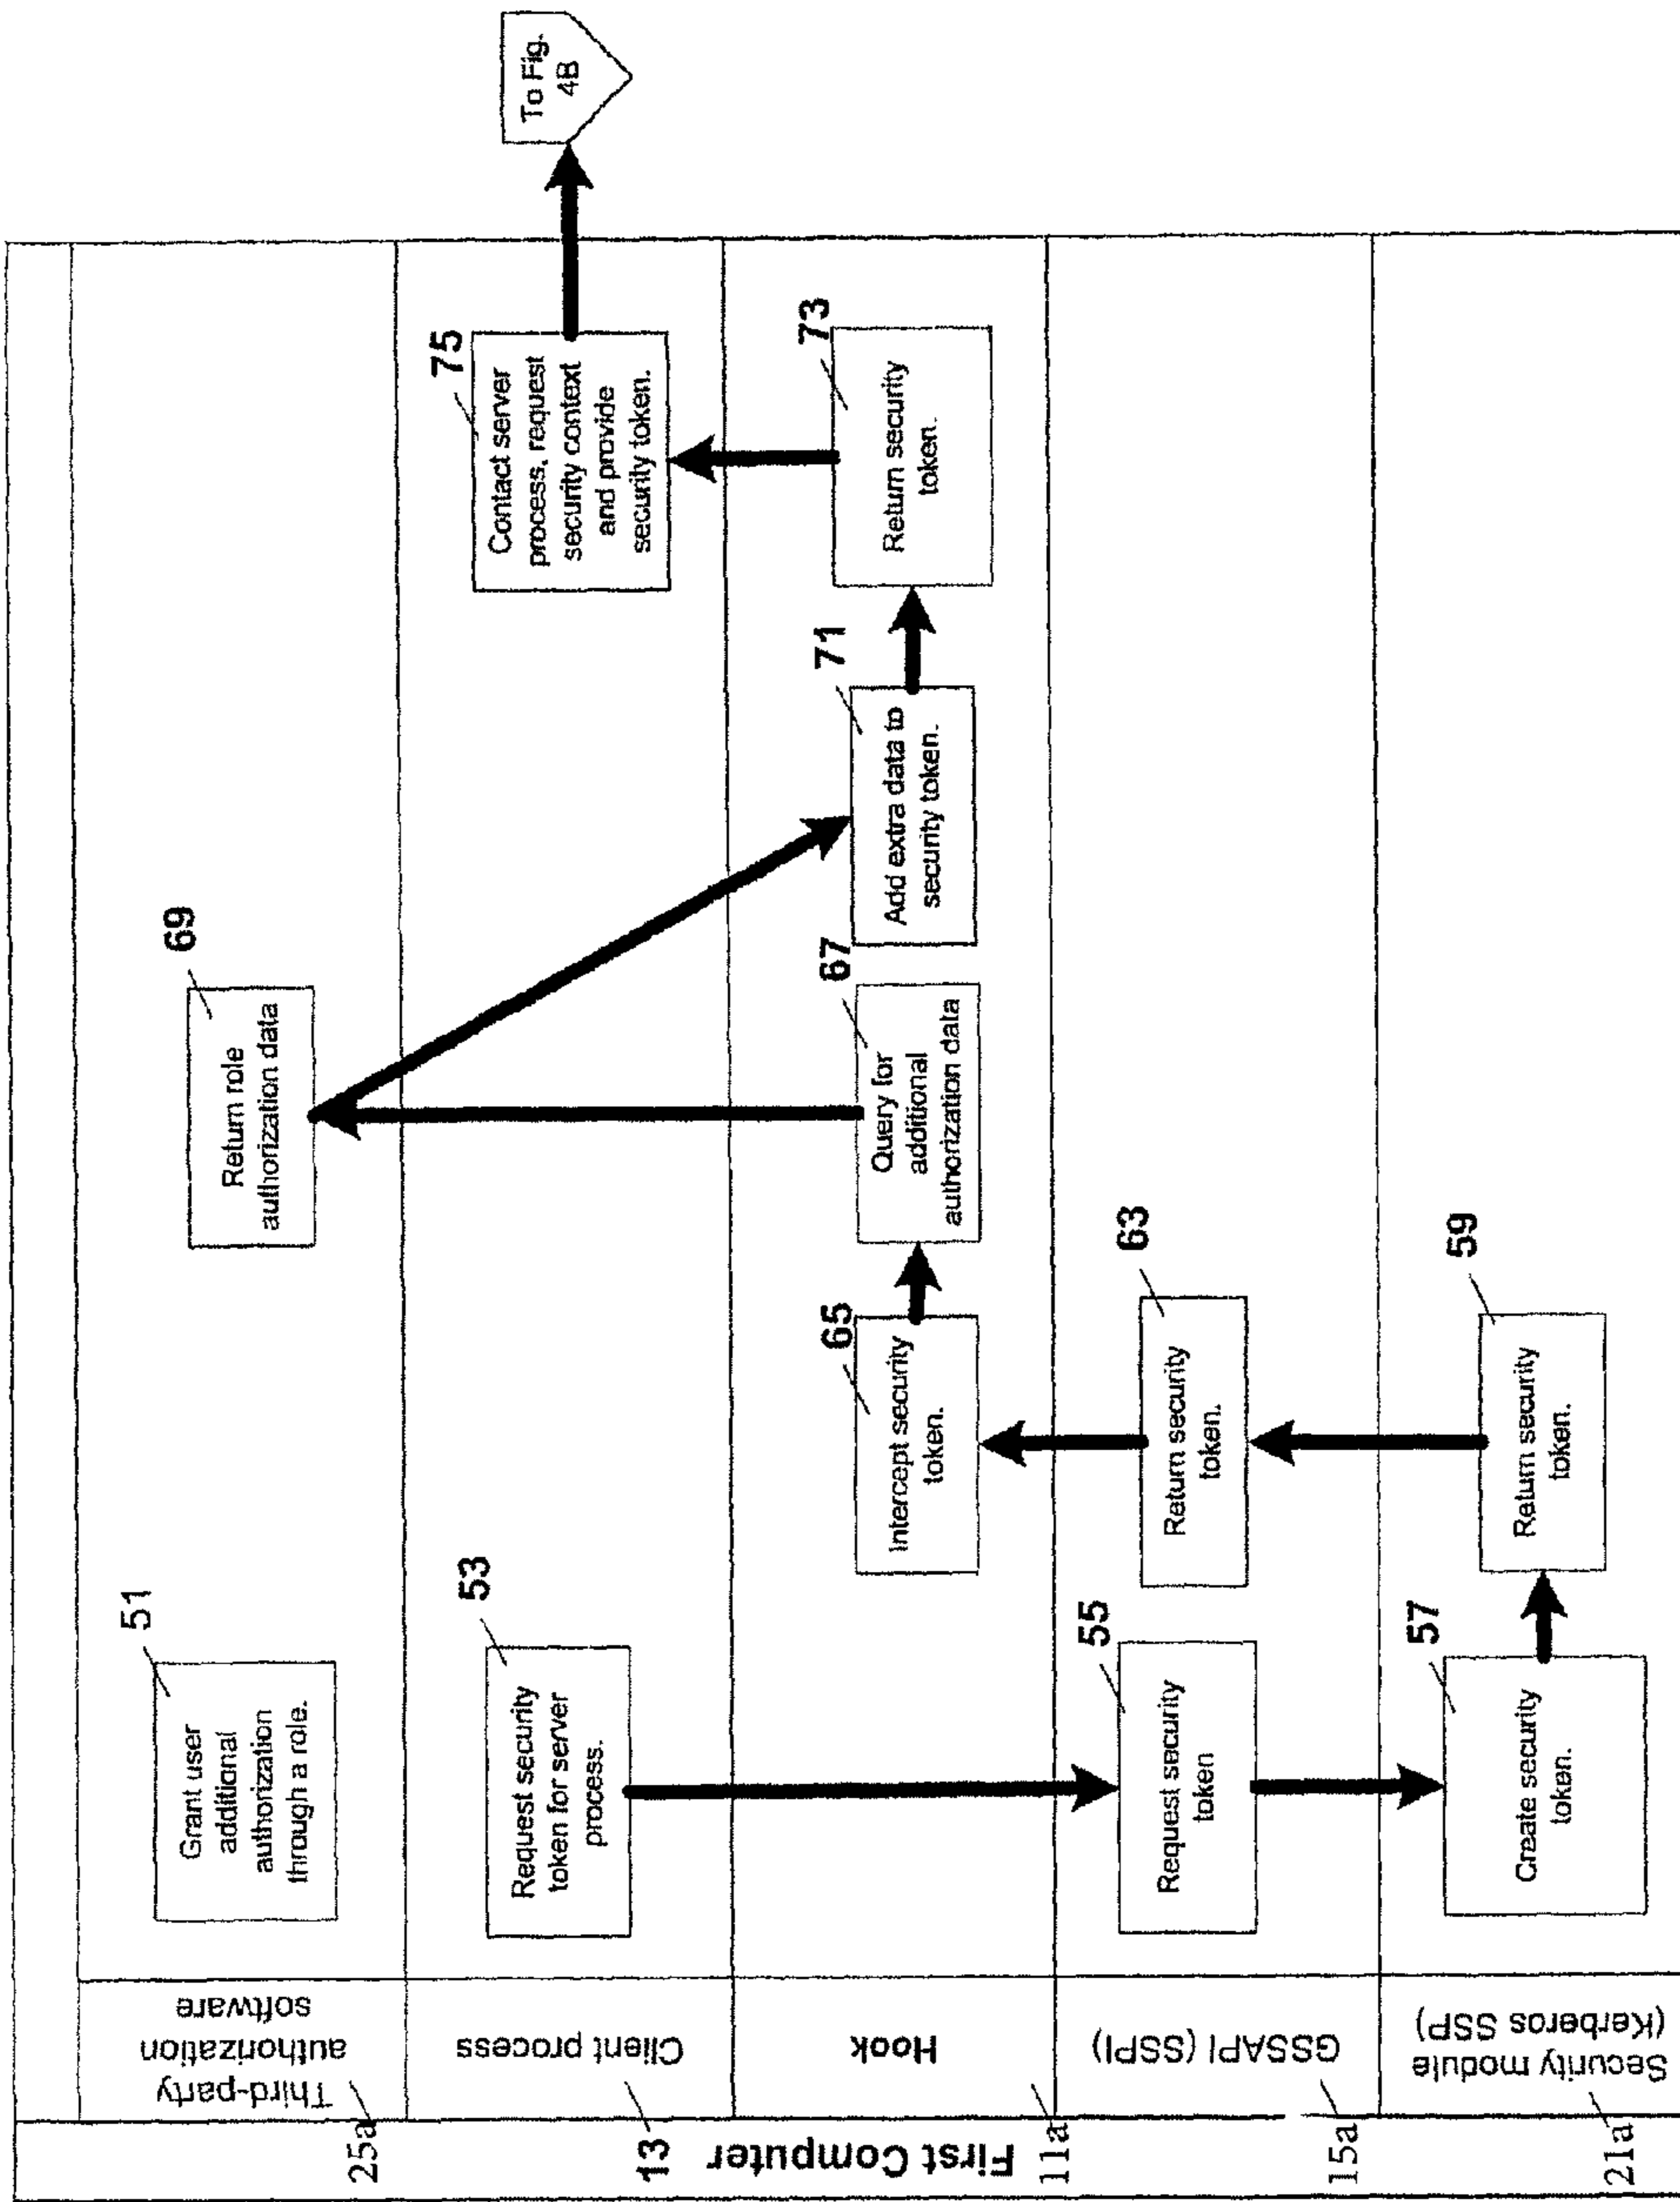 First Computer
25a
Third-party
authorization
software
51
Grant user
additional
authorization
through a role.
69
Return role
authorization data
13
Client process
53
Request security
token for server
process.
75
Contact server
process, request
security context
and provide
security token.
To Fig.
4B
11a
Hook
65
Intercept security
token.
67
Query for
additional
authorization data
71
Add extra data to
security token.
73
Return security
token.
15a
GSSAPI (SSPI)
55
Request security
token
63
Return security
token.
21a
Security module
(Kerberos SSP)
57
Create security
token.
59
Return security
token.